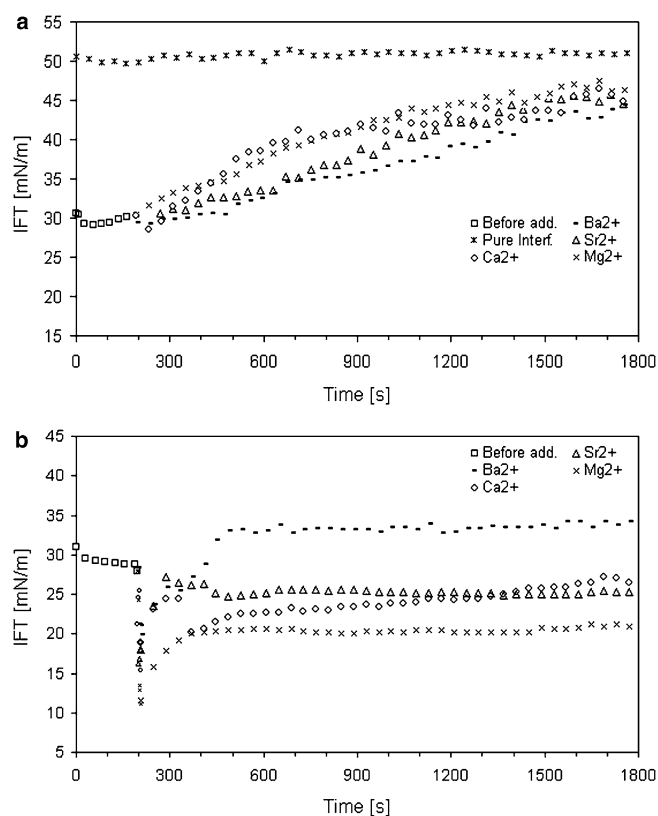 a
55
50
45
40
35
30
25
20
15
IFT [mN/m]
Before add.
Ba2+
Pure Interf.
Sr2+
Ca2+
Mg2+
0
300
600
900
1200
1500
1800
Time [s]
b
45
40
35
30
25
20
15
10
5
IFT [mN/m]
Before add.
Sr2+
Ba2+
Mg2+
Ca2+
0
300
600
900
1200
1500
1800
Time [s]